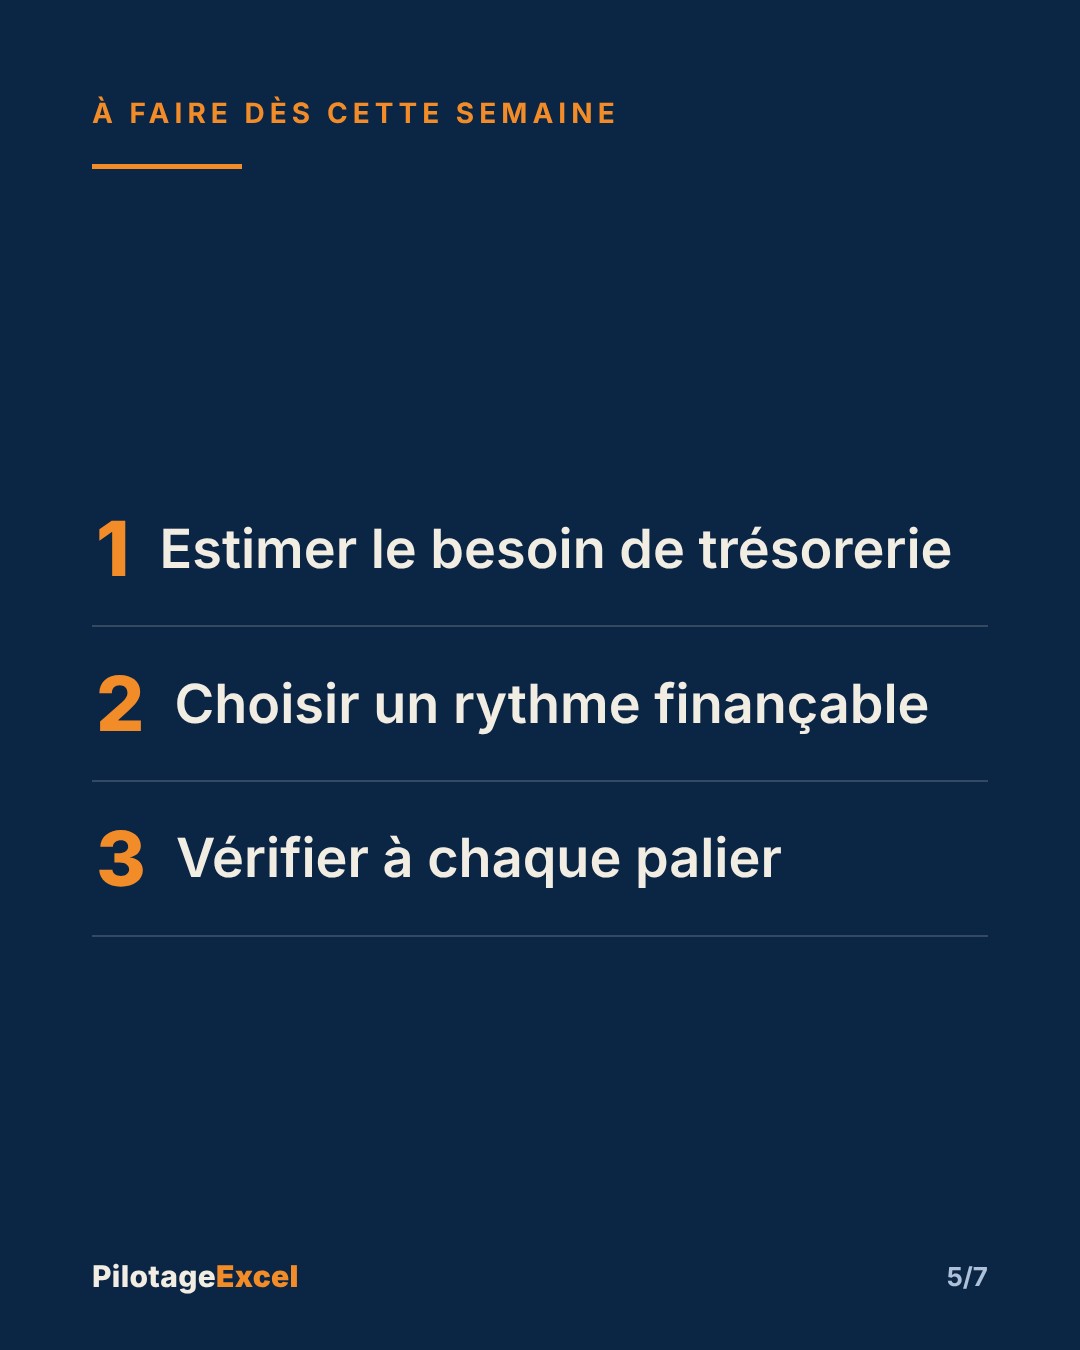 À FAIRE DÈS CETTE SEMAINE
1 Estimer le besoin de trésorerie
2 Choisir un rythme finançable
3 Vérifier à chaque palier
PilotageExcel
5/7